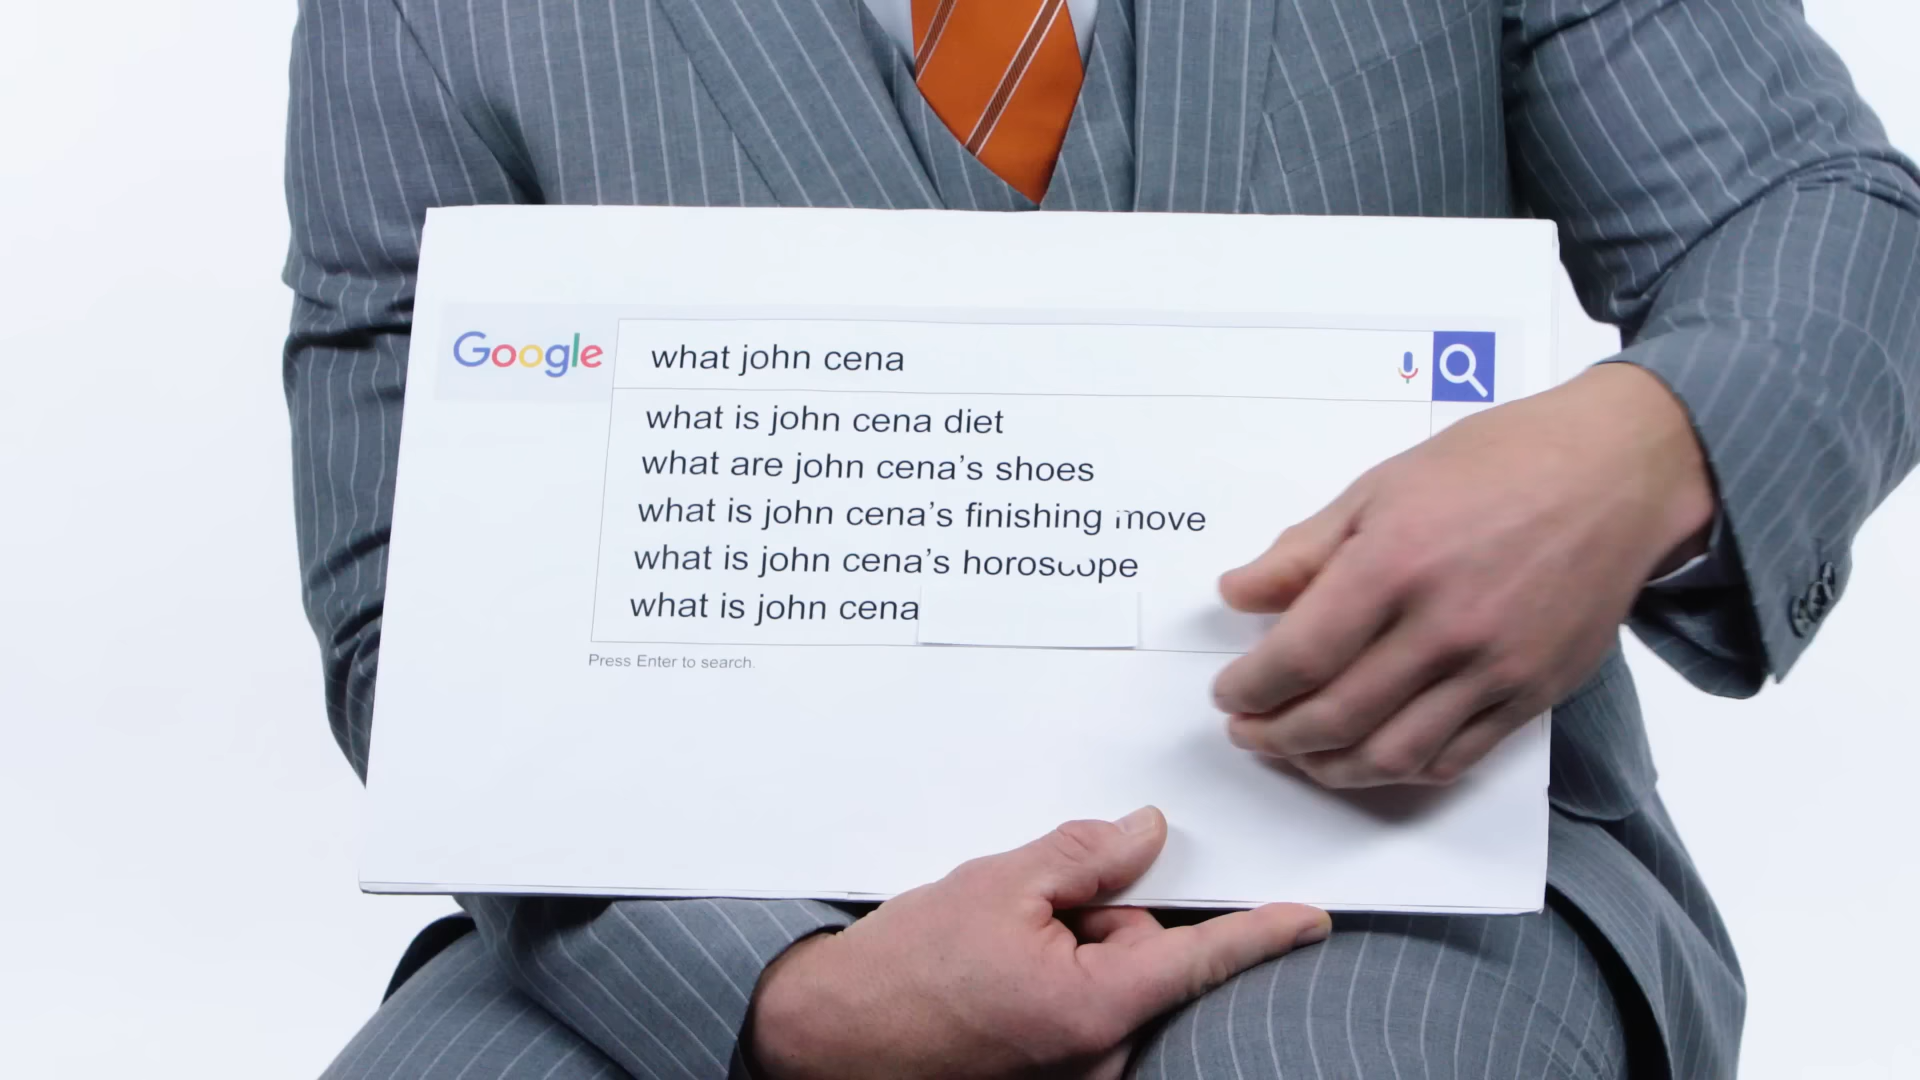 Google what john cena
what is john cena diet
what are john cena’s shoes
what is john cena’s finishing move
what is john cena’s horoscope
what is john cena
Press Enter to search.